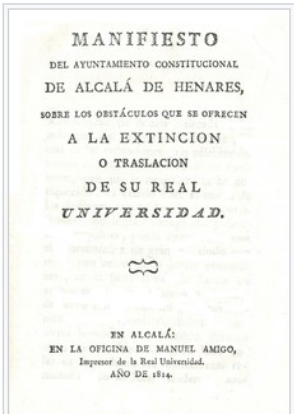 MANIFIESTO
DEL AYUNTAMIENTO CONSTITUCIONAL
DE ALCALÁ DE HENARES,
SOBRE LOS OBSTÁCULOS QUE SE OFRECEN
A LA EXTINCION
O TRASLACION
DE SU REAL
UNIVERSIDAD.
EN ALCALÁ:
EN LA OFICINA DE MANUEL AMIGO,
Impresor de la Real Universidad.
AÑO DE 1814.